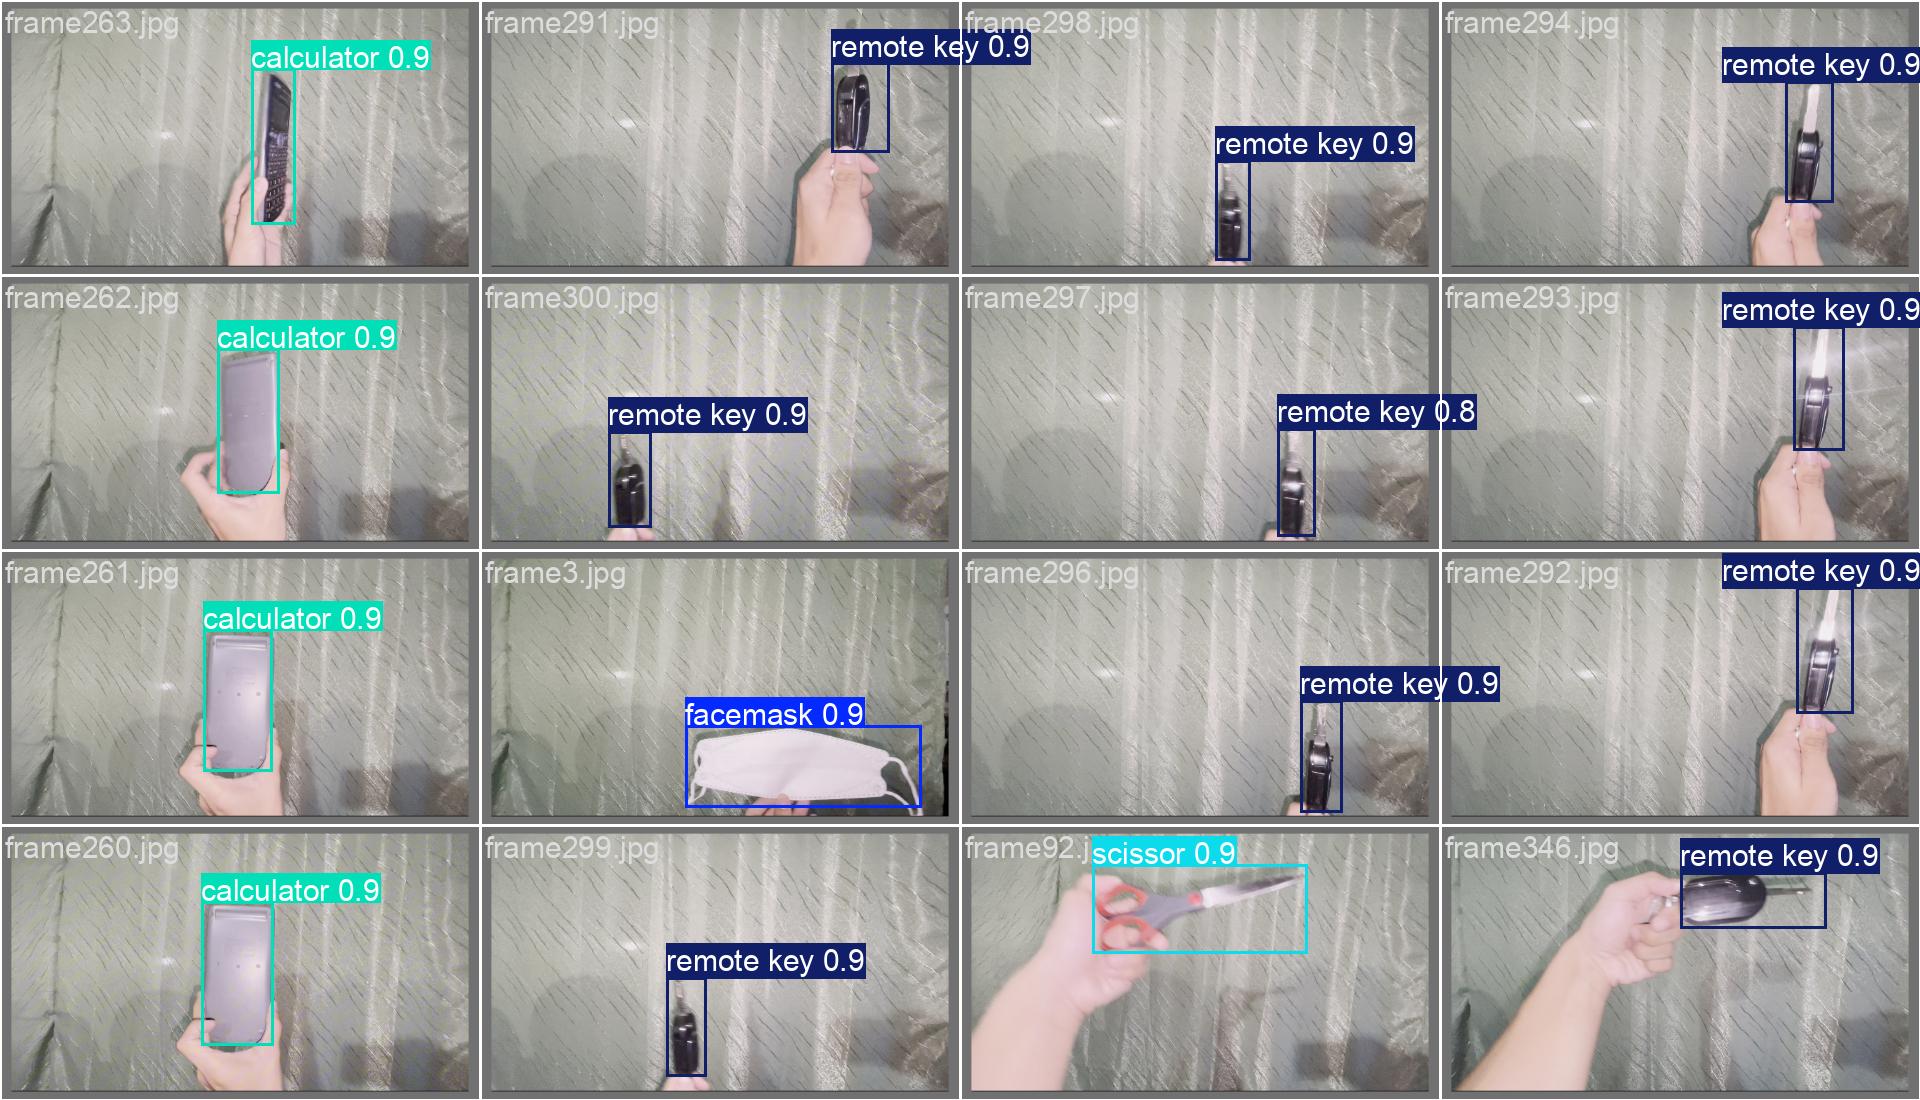 frame263.jpg
calculator 0.9
frame291.jpg
remote key 0.9
frame298.jpg
remote key 0.9
frame294.jpg
remote key 0.9
frame262.jpg
calculator 0.9
frame300.jpg
remote key 0.9
frame297.jpg
remote key 0.8
frame293.jpg
remote key 0.9
frame261.jpg
calculator 0.9
frame3.jpg
facemask 0.9
frame296.jpg
remote key 0.9
frame292.jpg
remote key 0.9
frame260.jpg
calculator 0.9
frame299.jpg
remote key 0.9
frame92.j
scissor 0.9
frame346.jpg
remote key 0.9